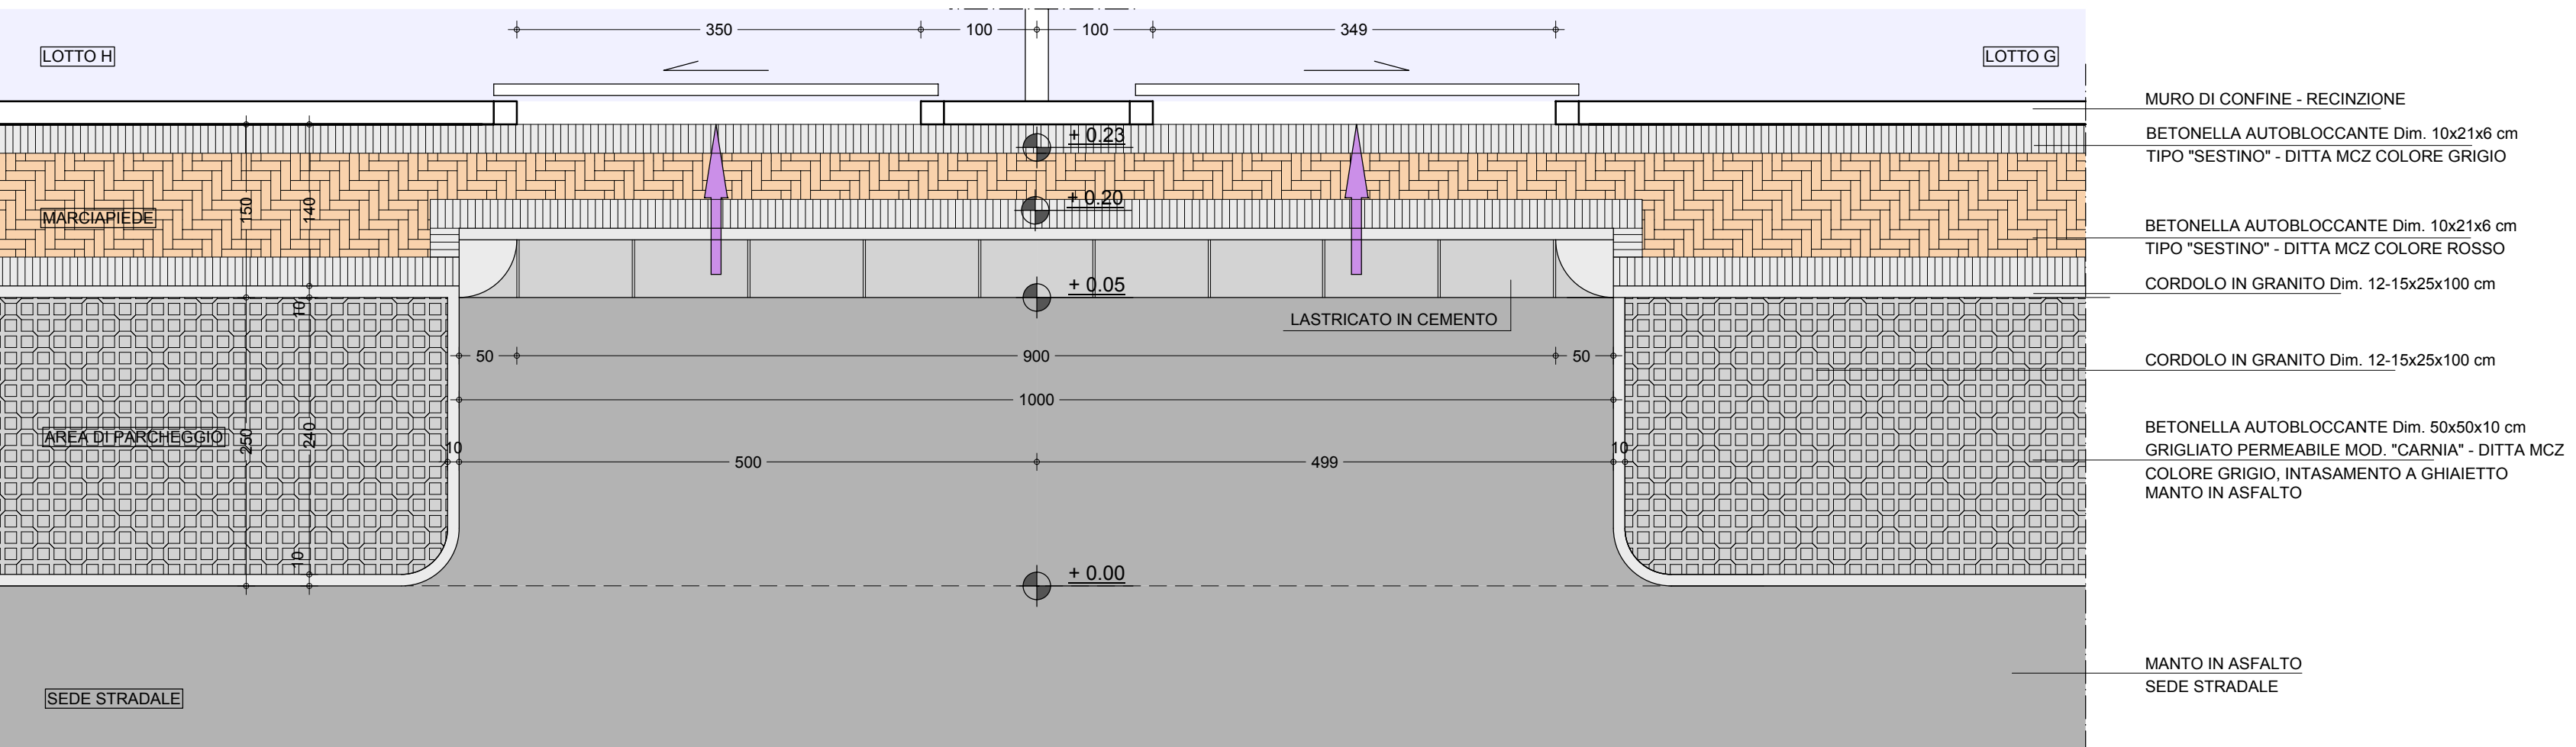 350
100
100
349
LOTTO H
LOTTO G
MURO DI CONFINE - RECINZIONE
+ 0.23
BETONELLA AUTOBLOCCANTE Dim. 10x21x6 cm
TIPO "SESTINO" - DITTA MCZ COLORE GRIGIO
+ 0.20
MARCIAPIEDE
150
140
BETONELLA AUTOBLOCCANTE Dim. 10x21x6 cm
TIPO "SESTINO" - DITTA MCZ COLORE ROSSO
+ 0.05
CORDOLO IN GRANITO Dim. 12-15x25x100 cm
10
LASTRICATO IN CEMENTO
50
900
50
CORDOLO IN GRANITO Dim. 12-15x25x100 cm
1000
AREA DI PARCHEGGIO
250
240
BETONELLA AUTOBLOCCANTE Dim. 50x50x10 cm
GRIGLIATO PERMEABILE MOD. "CARNIA" - DITTA MCZ
COLORE GRIGIO, INTASAMENTO A GHIAIETTO
MANTO IN ASFALTO
10
500
499
10
10
+ 0.00
MANTO IN ASFALTO
SEDE STRADALE
SEDE STRADALE